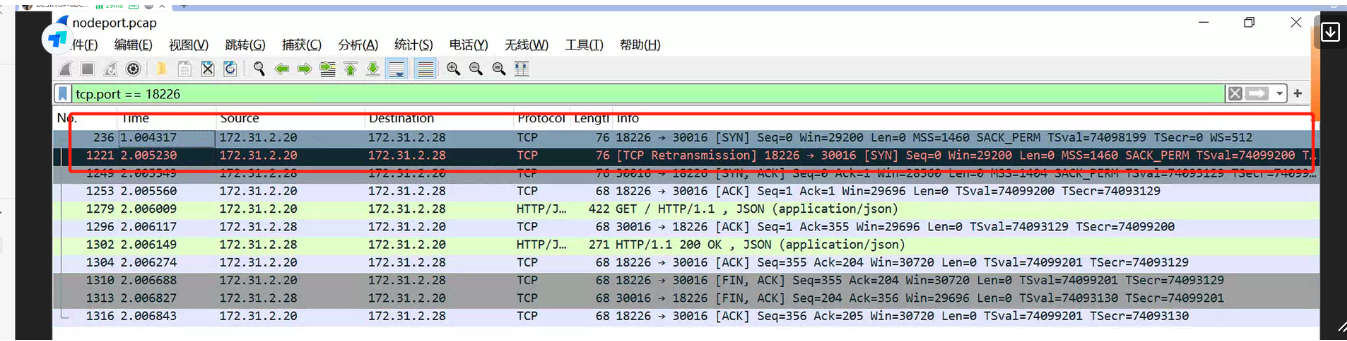 nodeport.pcap
件(F) 编辑(E) 视图(V) 跳转(G) 捕获(C) 分析(A) 统计(S) 电话(Y) 无线(W) 工具(T) 帮助(H)
tcp.port == 18226
No. Time Source Destination Protocol Lengtl Info
236 1.004317 172.31.2.20 172.31.2.28 TCP 76 18226 → 30016 [SYN] Seq=0 Win=29200 Len=0 MSS=1460 SACK_PERM TSval=74098199 TSecr=0 WS=512
1221 2.005230 172.31.2.20 172.31.2.28 TCP 76 [TCP Retransmission] 18226 → 30016 [SYN] Seq=0 Win=29200 Len=0 MSS=1460 SACK_PERM TSval=74099200 T…
1249 2.005549 172.31.2.28 172.31.2.20 TCP 76 30016 → 18226 [SYN, ACK] Seq=0 Ack=1 Win=28560 Len=0 MSS=1404 SACK_PERM TSval=74093129 TSecr=74099…
1253 2.005560 172.31.2.20 172.31.2.28 TCP 68 18226 → 30016 [ACK] Seq=1 Ack=1 Win=29696 Len=0 TSval=74099200 TSecr=74093129
1279 2.006009 172.31.2.20 172.31.2.28 HTTP/J… 422 GET / HTTP/1.1 , JSON (application/json)
1296 2.006117 172.31.2.28 172.31.2.20 TCP 68 30016 → 18226 [ACK] Seq=1 Ack=355 Win=29696 Len=0 TSval=74093129 TSecr=74099200
1302 2.006149 172.31.2.28 172.31.2.20 HTTP/J… 271 HTTP/1.1 200 OK , JSON (application/json)
1304 2.006274 172.31.2.20 172.31.2.28 TCP 68 18226 → 30016 [ACK] Seq=355 Ack=204 Win=30720 Len=0 TSval=74099201 TSecr=74093129
1310 2.006688 172.31.2.20 172.31.2.28 TCP 68 18226 → 30016 [FIN, ACK] Seq=355 Ack=204 Win=30720 Len=0 TSval=74099201 TSecr=74093129
1313 2.006827 172.31.2.28 172.31.2.20 TCP 68 30016 → 18226 [FIN, ACK] Seq=204 Ack=356 Win=29696 Len=0 TSval=74093130 TSecr=74099201
1316 2.006843 172.31.2.20 172.31.2.28 TCP 68 18226 → 30016 [ACK] Seq=356 Ack=205 Win=30720 Len=0 TSval=74099201 TSecr=74093130